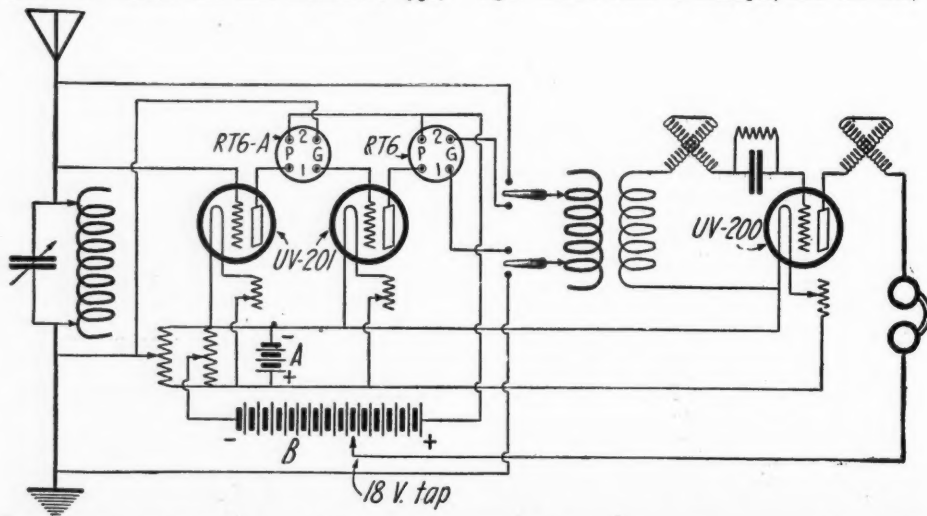 RT6-A
2
P G
1
RT6
2
P G
1
UV-201
UV-200
- A
+
- B +
18 V. tap